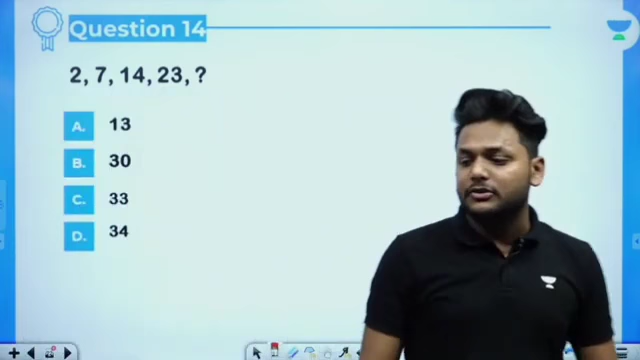 Question 14
2, 7, 14, 23, ?
A. 13
B. 30
C. 33
D. 34